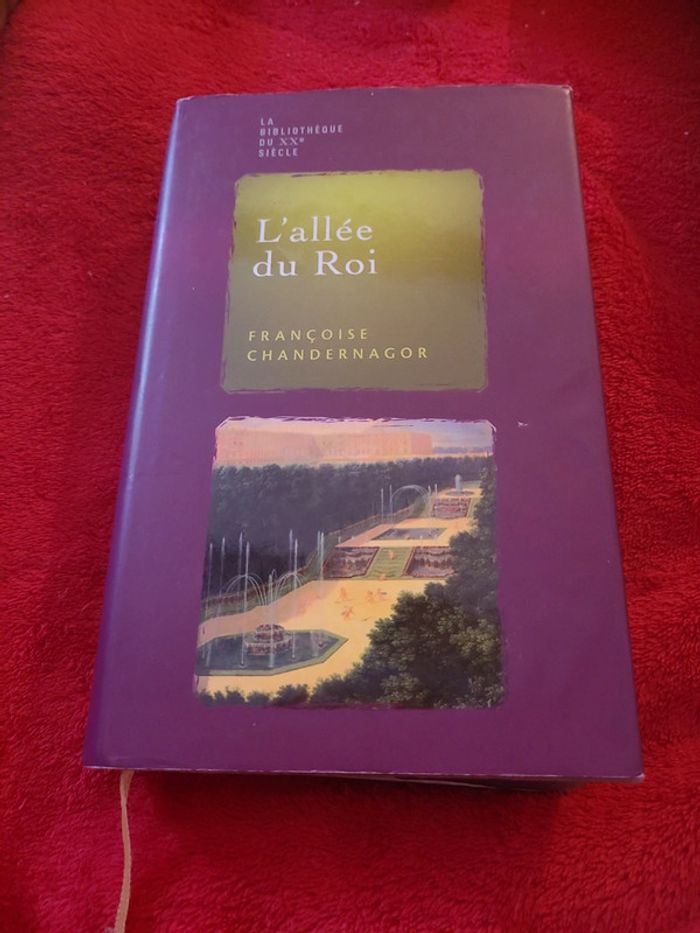 LA
BIBLIOTHÈQUE
DU XXe
SIÈCLE
L'allée
du Roi
FRANÇOISE
CHANDERNAGOR